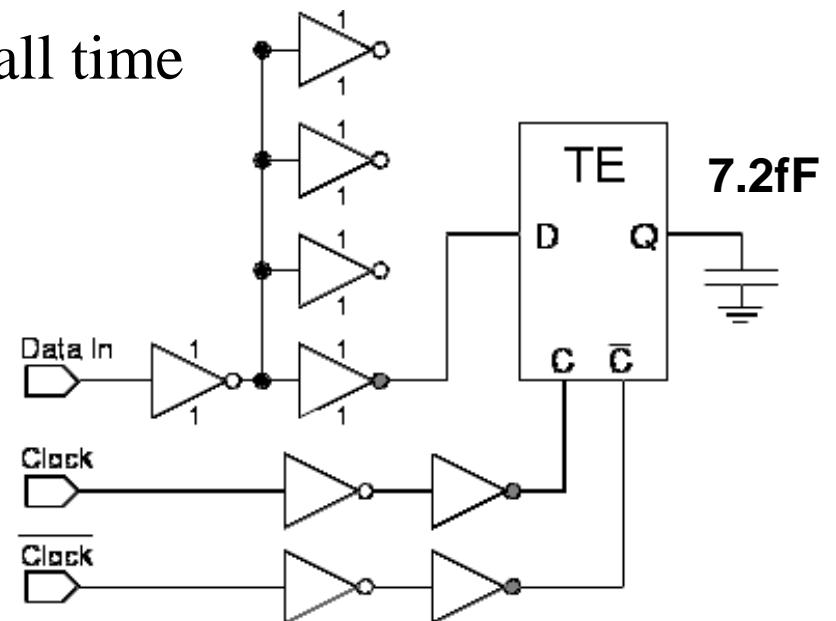 all time
1
1
1
1
1
1
TE
7.2fF
D Q
1
Data In 1 1
C C̅
1 1
Clock
C̅l̅o̅c̅k̅